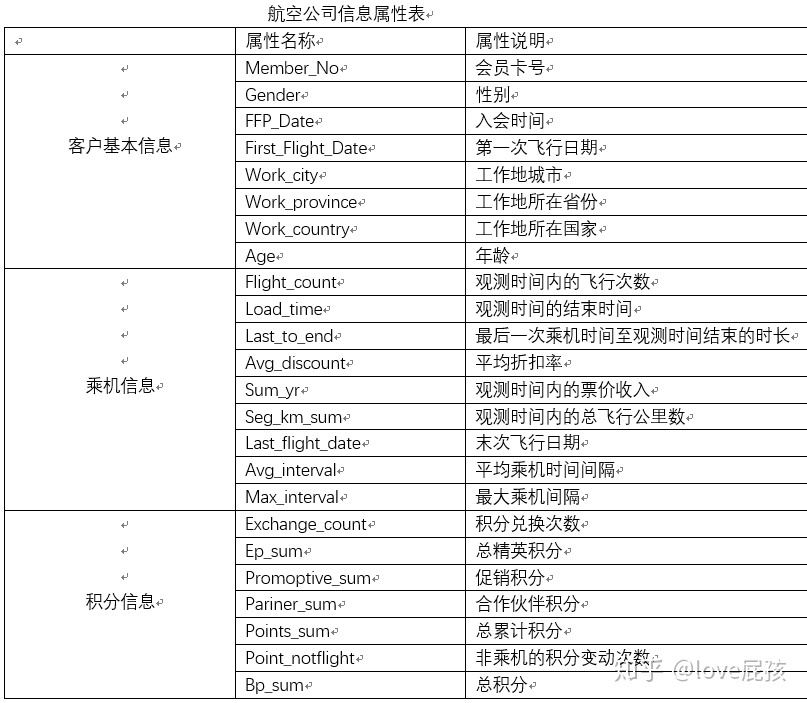 航空公司信息属性表
属性名称 属性说明
客户基本信息
Member_No 会员卡号
Gender 性别
FFP_Date 入会时间
First_Flight_Date 第一次飞行日期
Work_city 工作地城市
Work_province 工作地所在省份
Work_country 工作地所在国家
Age 年龄
乘机信息
Flight_count 观测时间内的飞行次数
Load_time 观测时间的结束时间
Last_to_end 最后一次乘机时间至观测时间结束的时长
Avg_discount 平均折扣率
Sum_yr 观测时间内的票价收入
Seg_km_sum 观测时间内的总飞行公里数
Last_flight_date 末次飞行日期
Avg_interval 平均乘机时间间隔
Max_interval 最大乘机间隔
积分信息
Exchange_count 积分兑换次数
Ep_sum 总精英积分
Promoptive_sum 促销积分
Pariner_sum 合作伙伴积分
Points_sum 总累计积分
Point_notflight 非乘机的积分变动次数
Bp_sum 总积分
知乎 @love屁孩